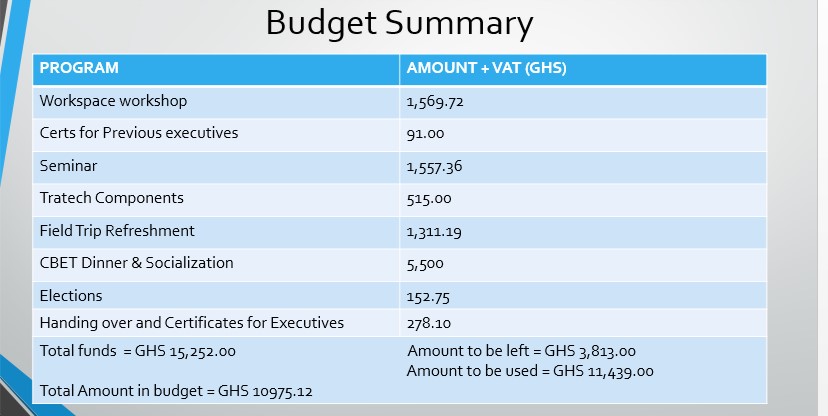 Budget Summary
PROGRAM AMOUNT + VAT (GHS)
Workspace workshop 1,569.72
Certs for Previous executives 91.00
Seminar 1,557.36
Tratech Components 515.00
Field Trip Refreshment 1,311.19
CBET Dinner & Socialization 5,500
Elections 152.75
Handing over and Certificates for Executives 278.10
Total funds = GHS 15,252.00 Amount to be left = GHS 3,813.00
Amount to be used = GHS 11,439.00
Total Amount in budget = GHS 10975.12